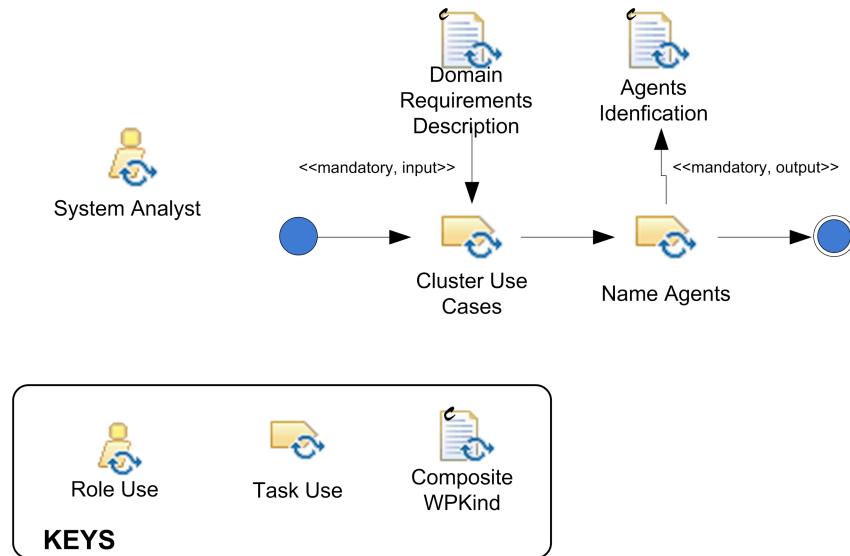 Domain
Requirements
Description
Agents
Idenfication
<<mandatory, input>>
<<mandatory, output>>
System Analyst
Cluster Use
Cases
Name Agents
Role Use
Task Use
Composite
WPKind
KEYS